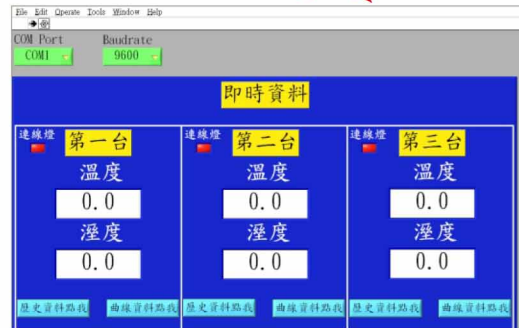 File Edit Operate Tools Window Help
COM Port Baudrate
COM1 9600
即時資料
連線燈 第一台 連線燈 第二台 連線燈 第三台
溫度 溫度 溫度
0.0 0.0 0.0
溼度 溼度 溼度
0.0 0.0 0.0
歷史資料點我 曲線資料點我 歷史資料點我 曲線資料點我 歷史資料點我 曲線資料點我